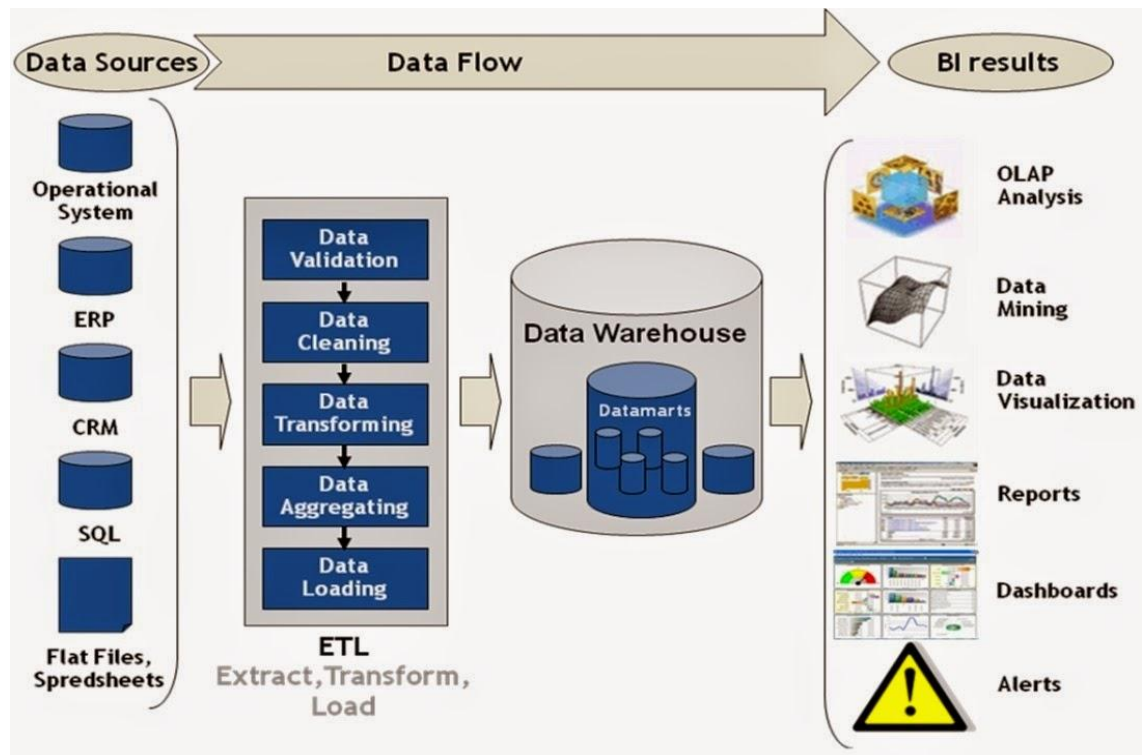 Data Sources
Data Flow
BI results
Operational
System
ERP
CRM
SQL
Flat Files,
Spredsheets
Data
Validation
Data
Cleaning
Data
Transforming
Data
Aggregating
Data
Loading
ETL
Extract,Transform,
Load
Data Warehouse
Datamarts
OLAP
Analysis
Data
Mining
Data
Visualization
Reports
Dashboards
Alerts